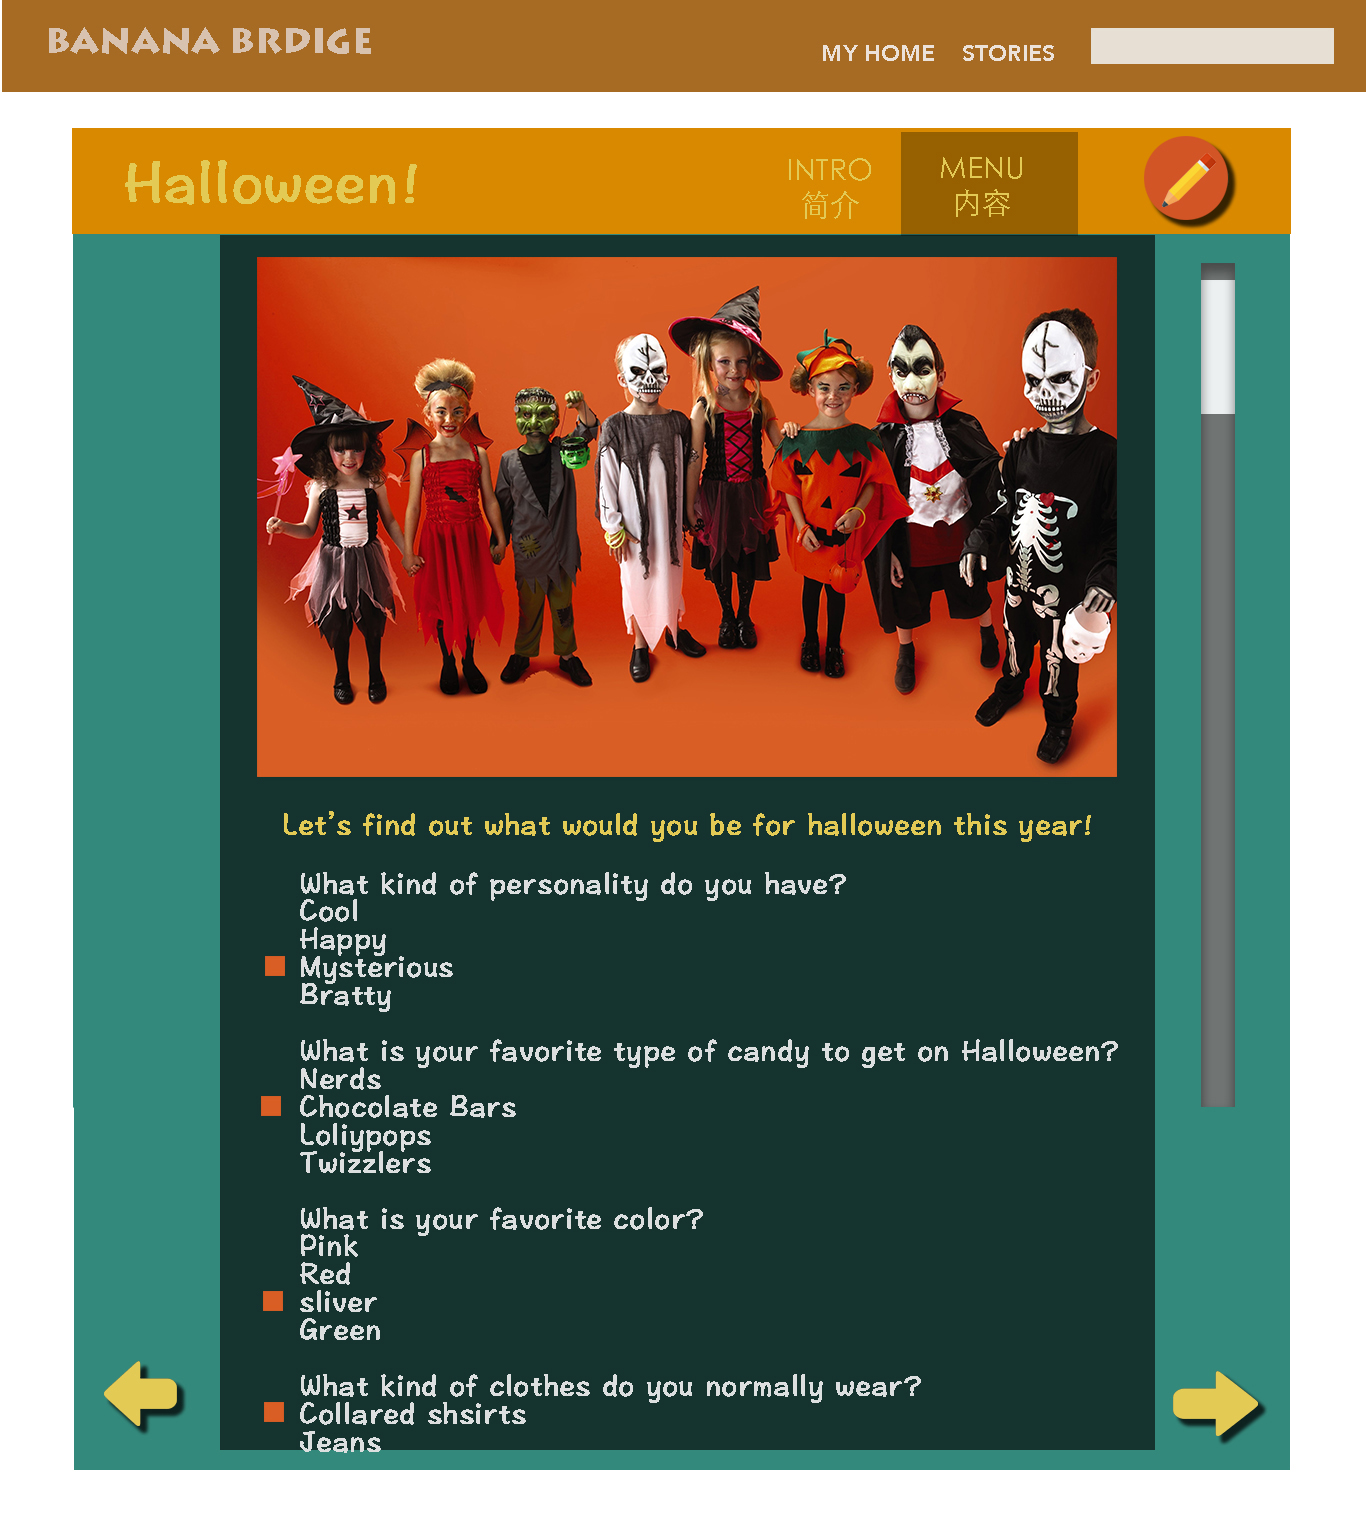 BANANA BRDIGE
MY HOME STORIES
Halloween!
INTRO
简介
MENU
内容
Let's find out what would you be for halloween this year!
What kind of personality do you have?
Cool
Happy
Mysterious
Bratty
What is your favorite type of candy to get on Halloween?
Nerds
Chocolate Bars
Loliypops
Twizzlers
What is your favorite color?
Pink
Red
sliver
Green
What kind of clothes do you normally wear?
Collared shsirts
Jeans